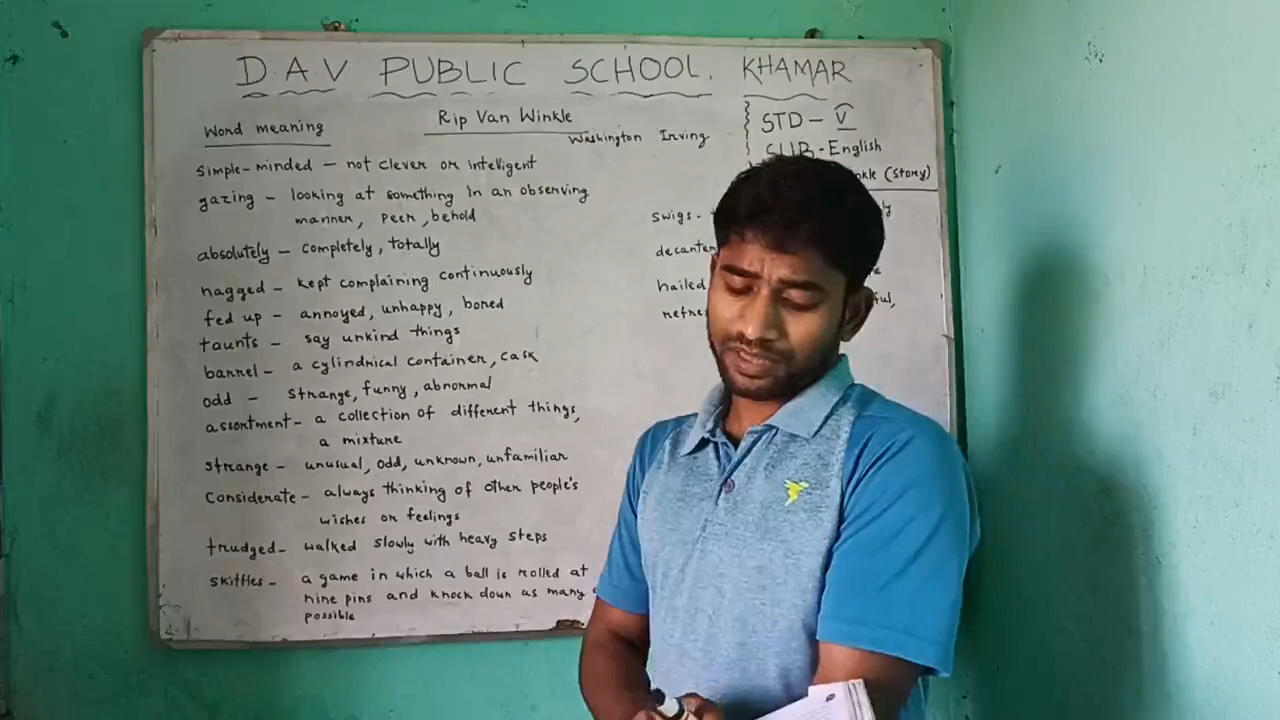 D.A.V PUBLIC SCHOOL, KHAMAR
Rip Van Winkle
Washington Irving
STD - V
SUB - English
(Story)
Word meaning
Simple-minded - not clever or intelligent
gazing - looking at something in an observing
manner, peer, behold
absolutely - completely, totally
nagged - kept complaining continuously
fed up - annoyed, unhappy, bored
taunts - say unkind things
barrel - a cylindrical container, cask
odd - strange, funny, abnormal
assortment - a collection of different things,
a mixture
strange - unusual, odd, unknown, unfamiliar
Considerate - always thinking of other people's
wishes or feelings
trudged - walked slowly with heavy steps
skittles - a game in which a ball is rolled at
nine pins and knock down as many
possible
swigs -
decanter
hailed